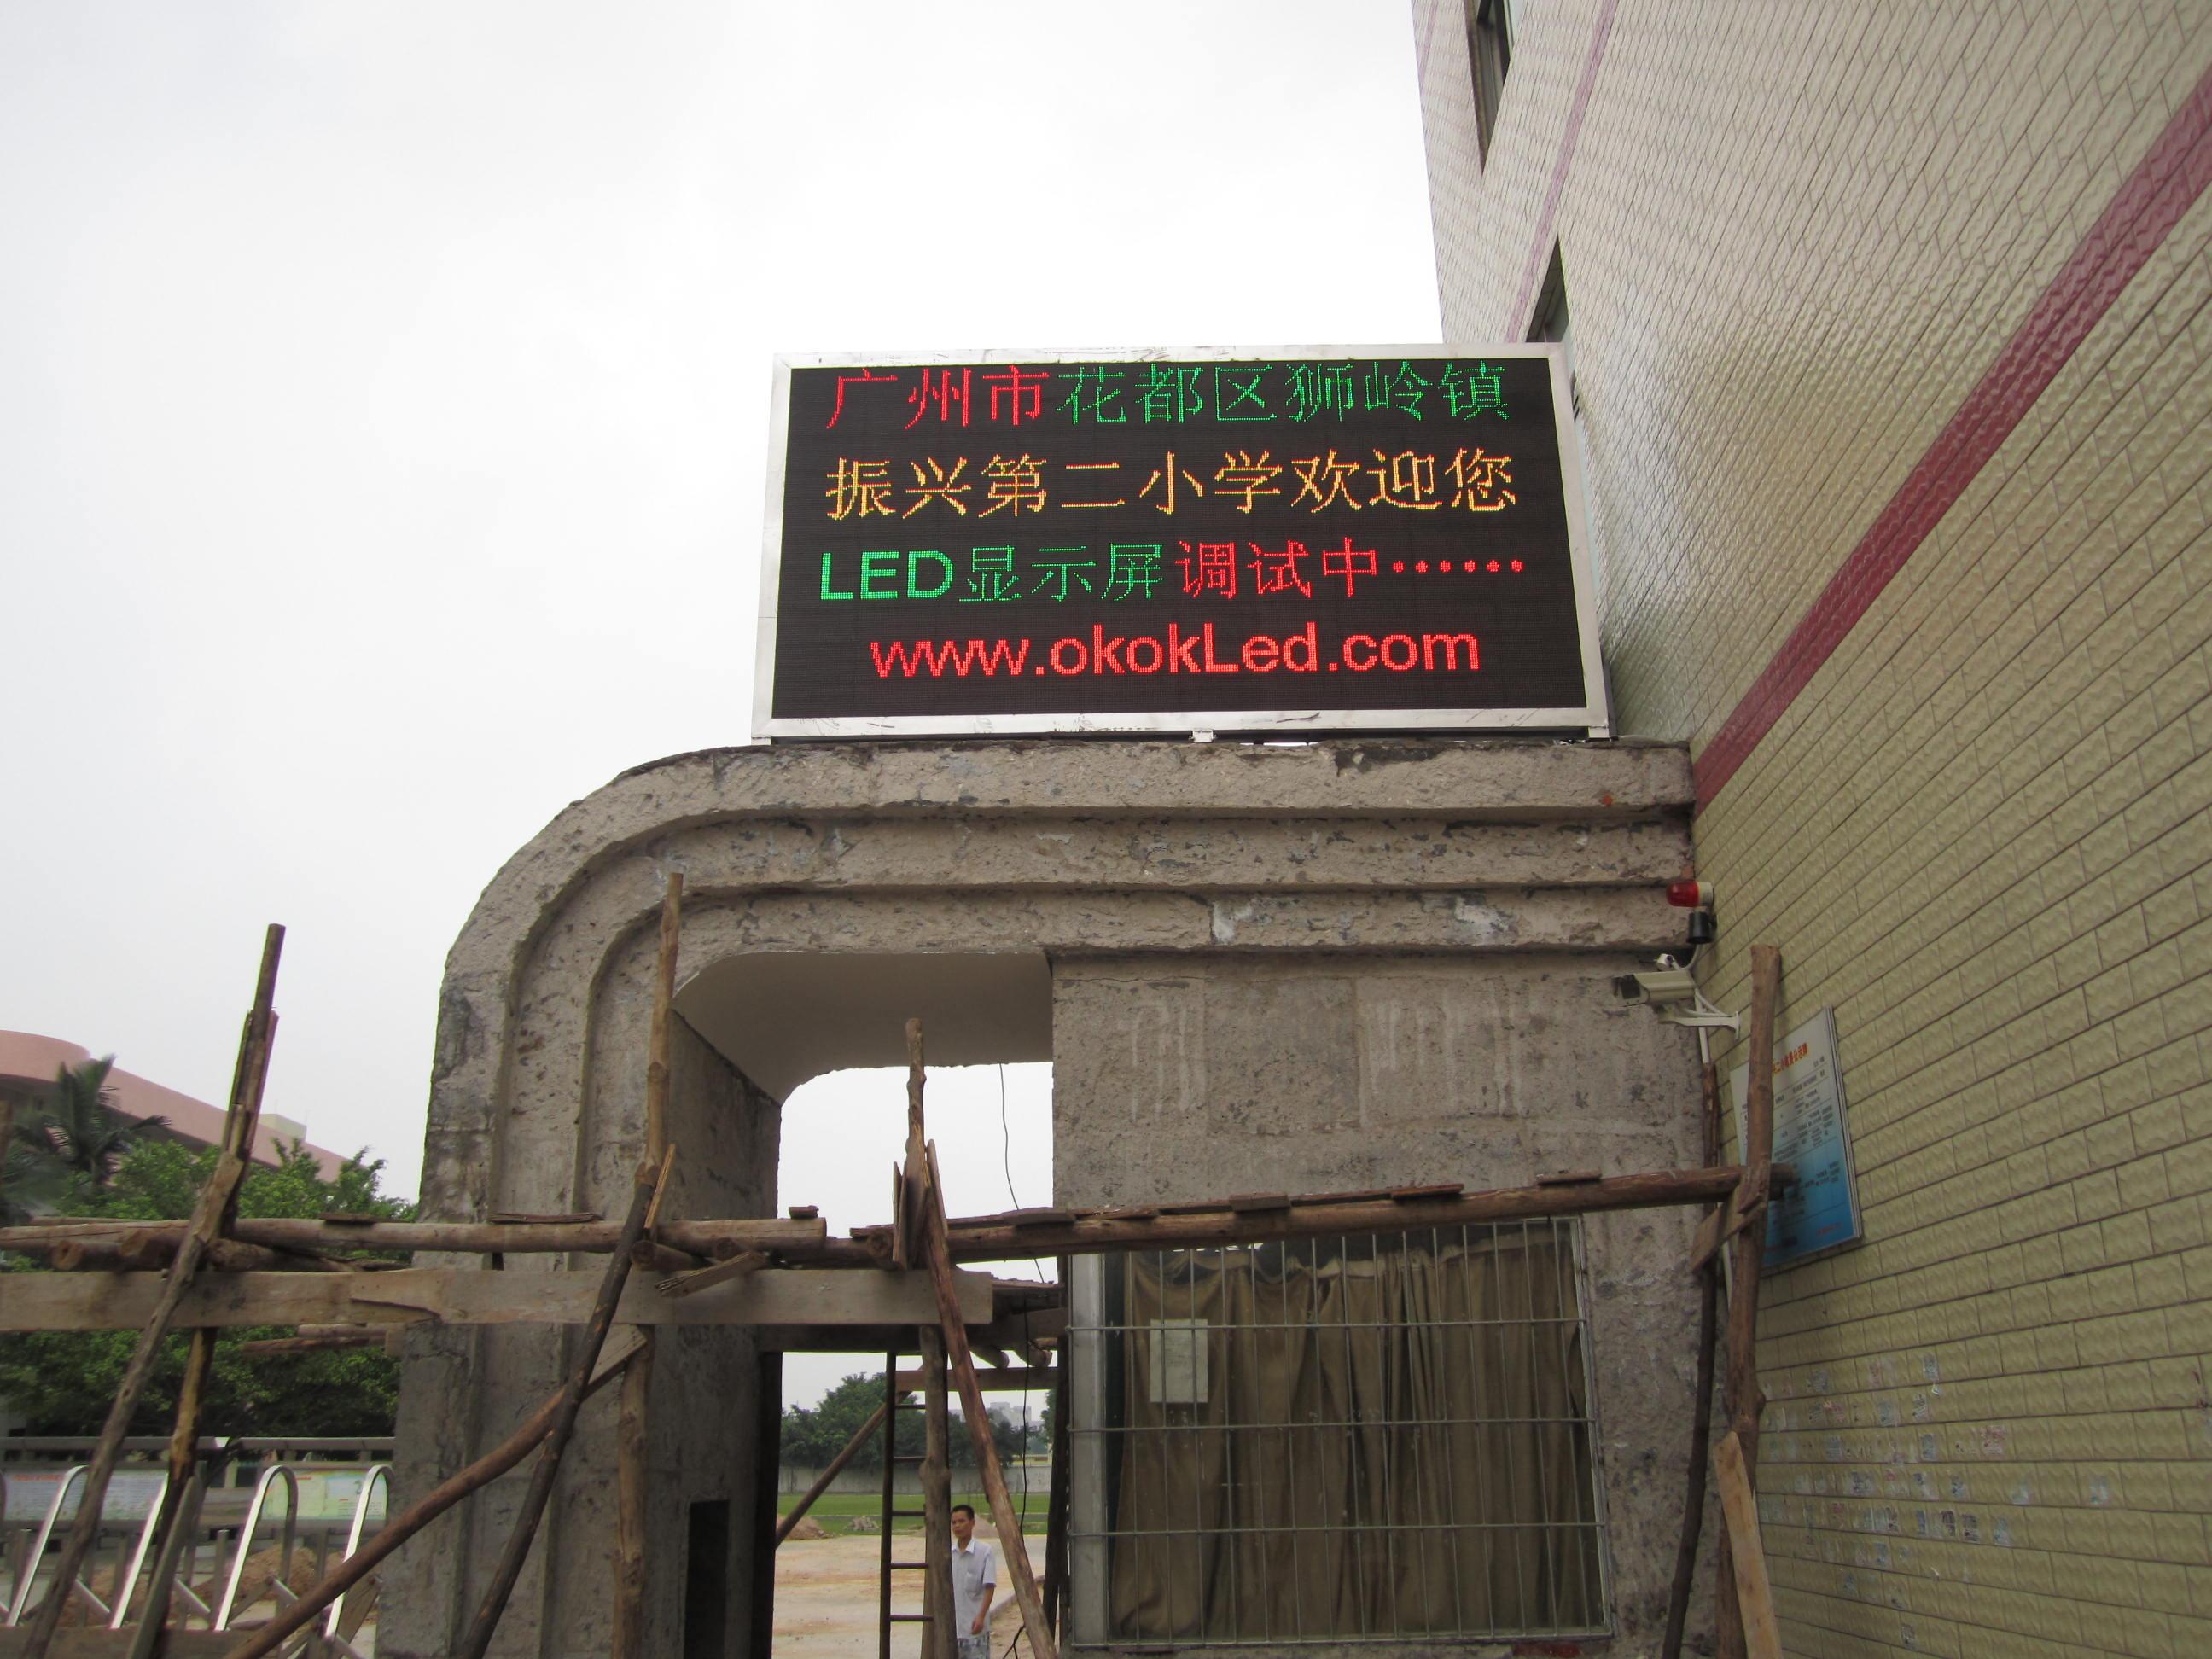 广州市花都区狮岭镇
振兴第二小学欢迎您
LED显示屏调试中……
www.okokLed.com